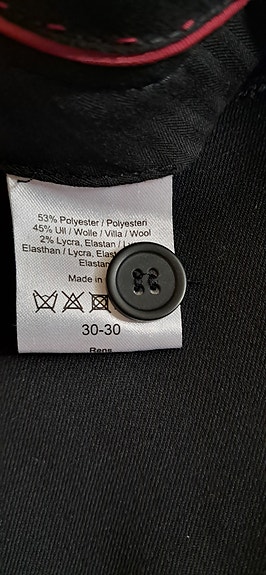 53% Polyester / Polyesteri
45% Ull / Wolle / Villa / Wool
2% Lycra, Elastan /
Elasthan / Lycra,
Made in
30-30